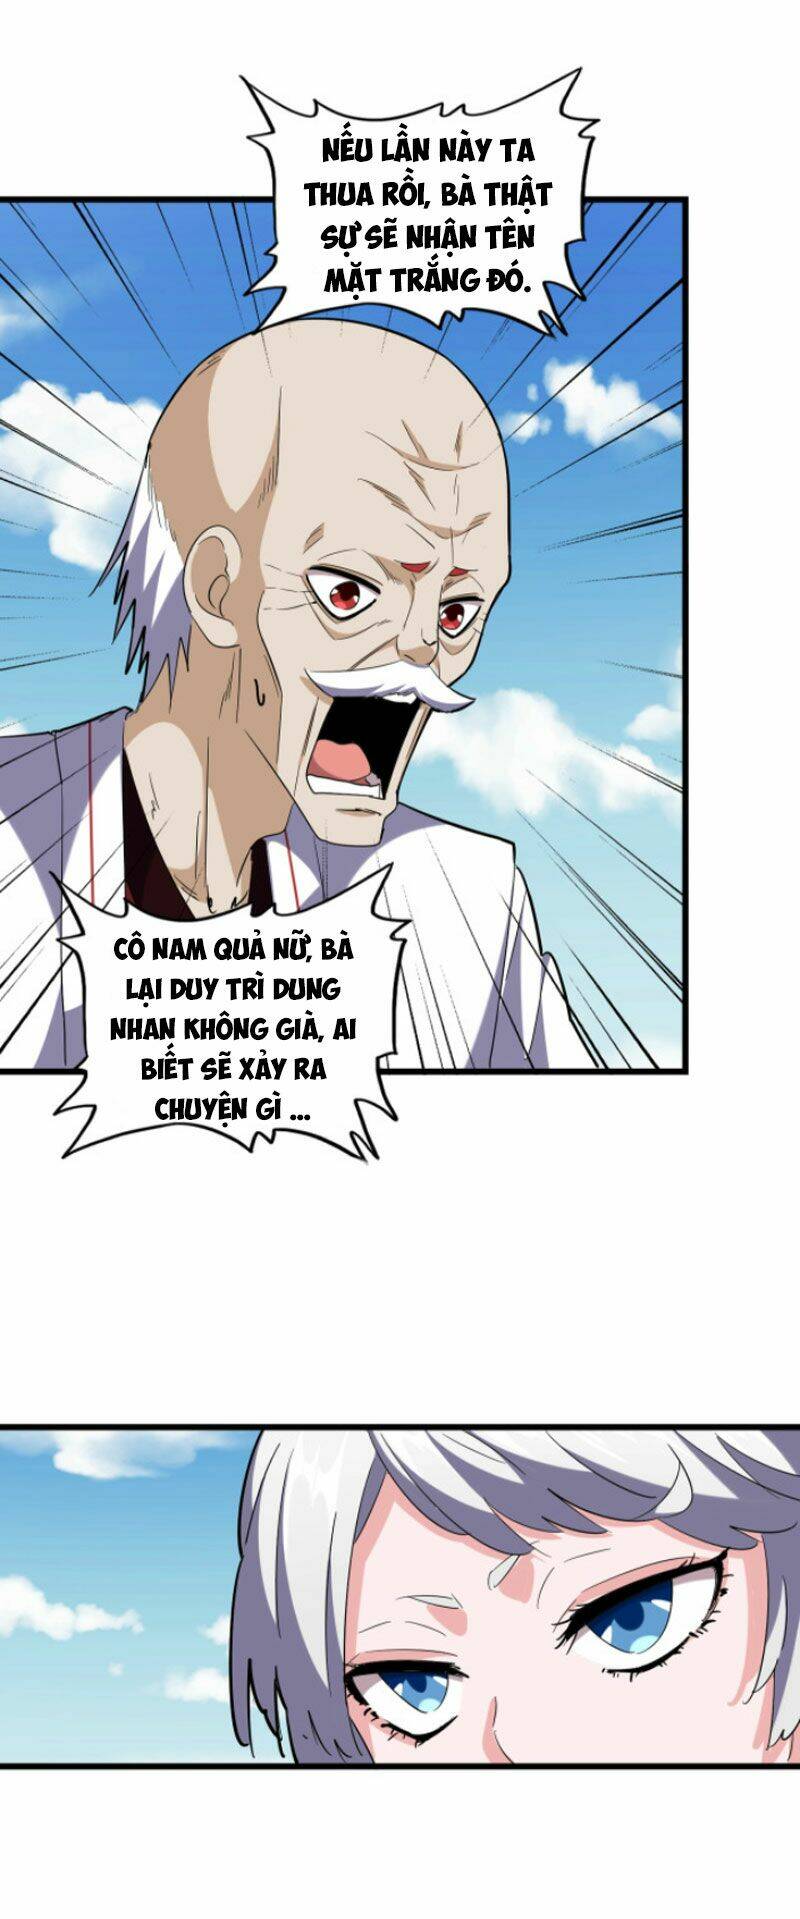 NẾU LẦN NÀY TA
THUA RỒI, BÀ THẬT
SỰ SẼ NHẬN TÊN
MẶT TRẮNG ĐÓ.
CÔ NAM QUẢ NỮ, BÀ
LẠI DUY TRÌ DUNG
NHAN KHÔNG GIÀ, AI
BIẾT SẼ XẢY RA
CHUYỆN GÌ ...